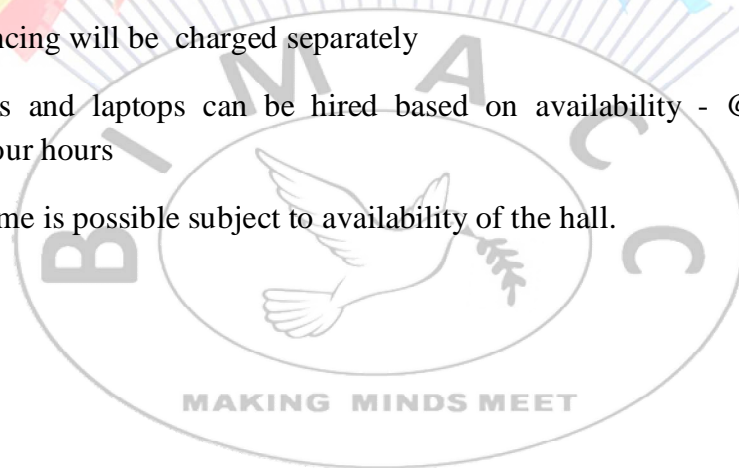 ncing will be charged separately
s and laptops can be hired based on availability - @
our hours
me is possible subject to availability of the hall.
BIMACC
MAKING MINDS MEET